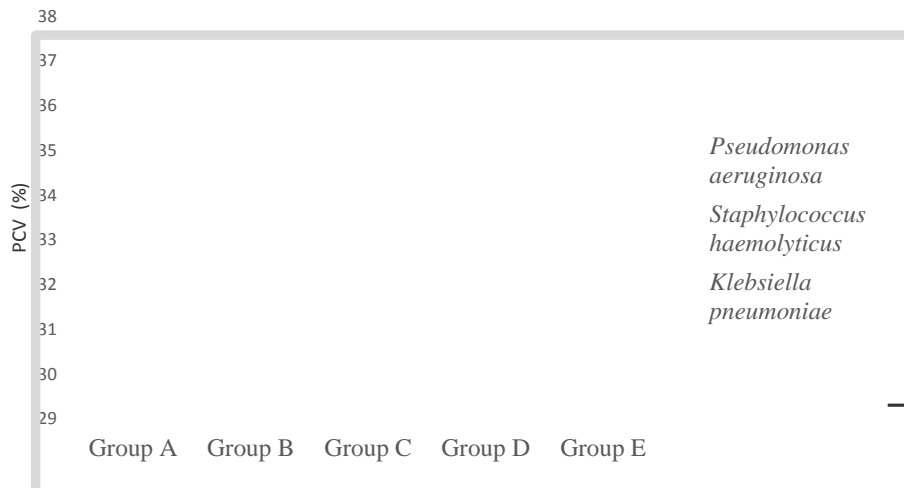 38
37
36
35
34
33
32
31
30
29
PCV (%)
Pseudomonas
aeruginosa
Staphylococcus
haemolyticus
Klebsiella
pneumoniae
Group A Group B Group C Group D Group E